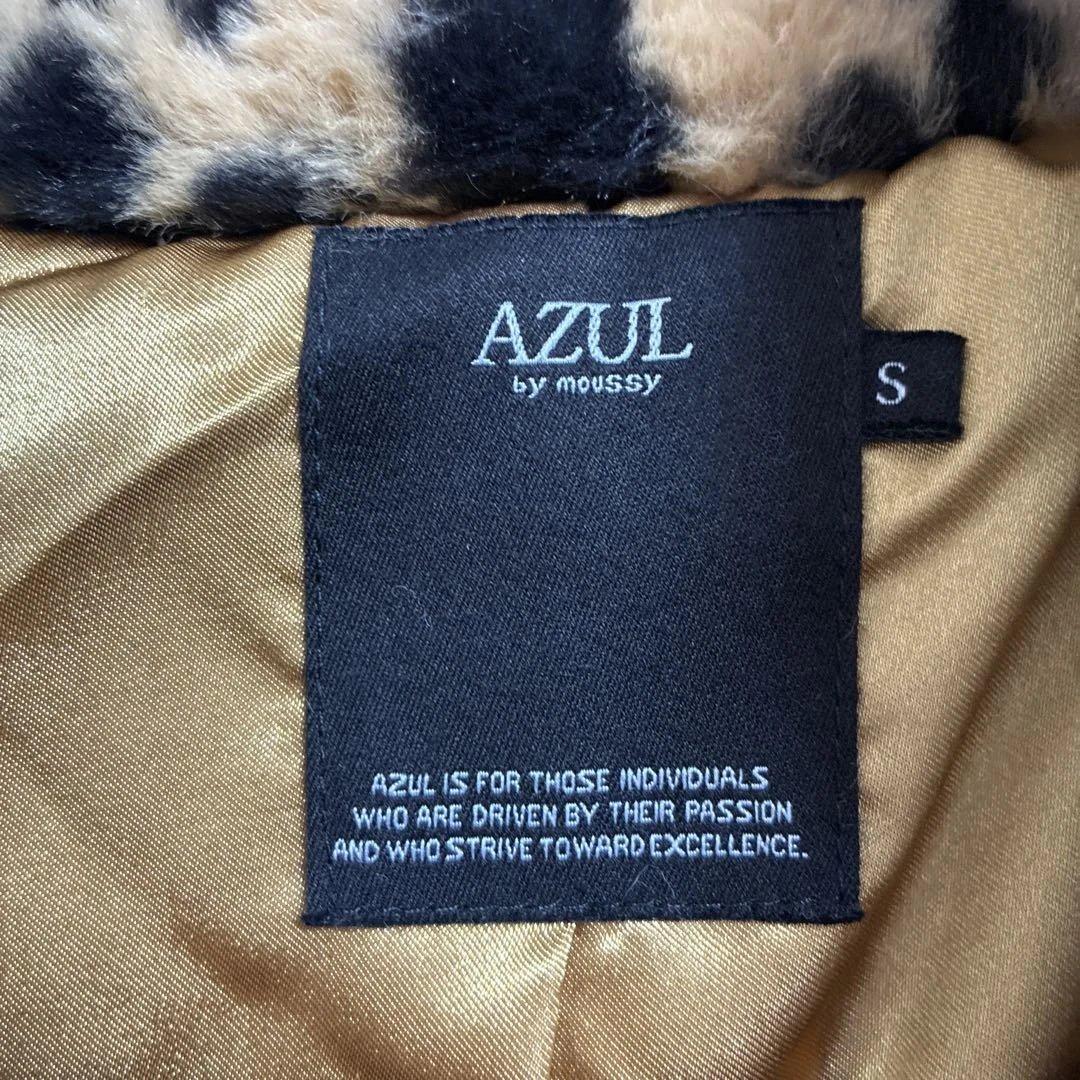 AZUL
by moussy
S
AZUL IS FOR THOSE INDIVIDUALS
WHO ARE DRIVEN BY THEIR PASSION
AND WHO STRIVE TOWARD EXCELLENCE.